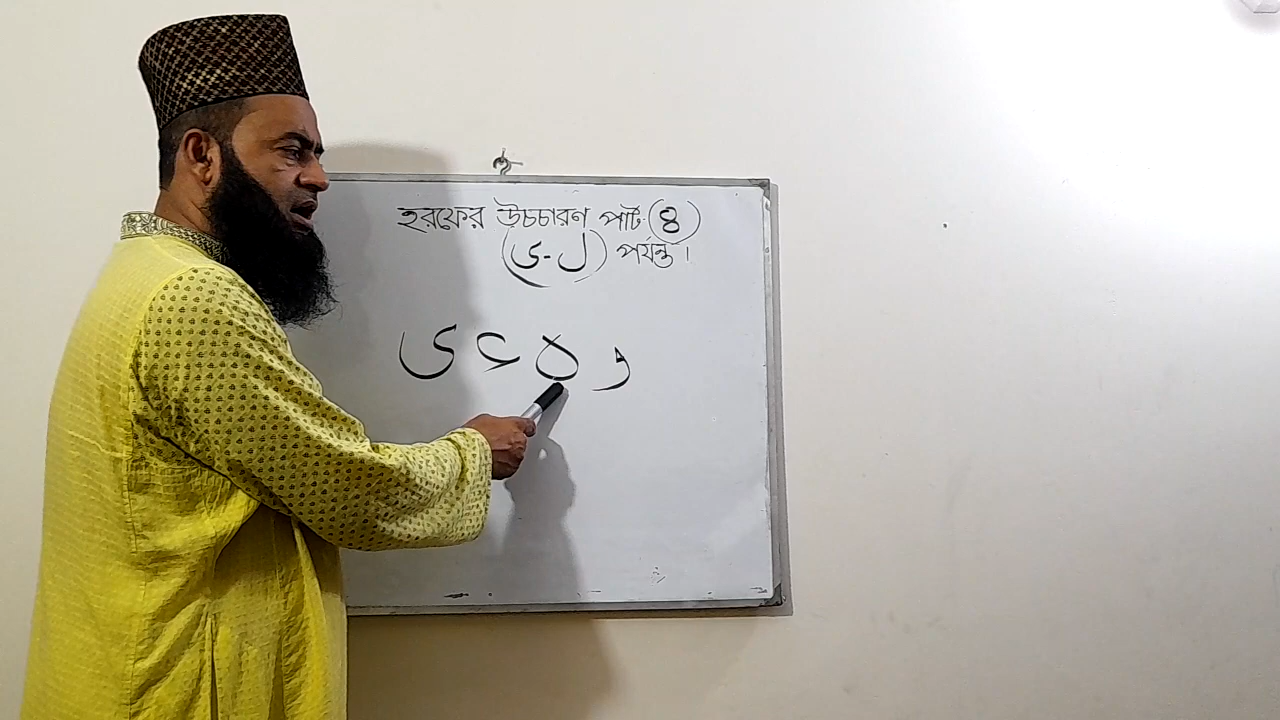 হরফের উচ্চারণ পার্ট (৪)
(ل - ى) পর্যন্ত।
و ه ء ى